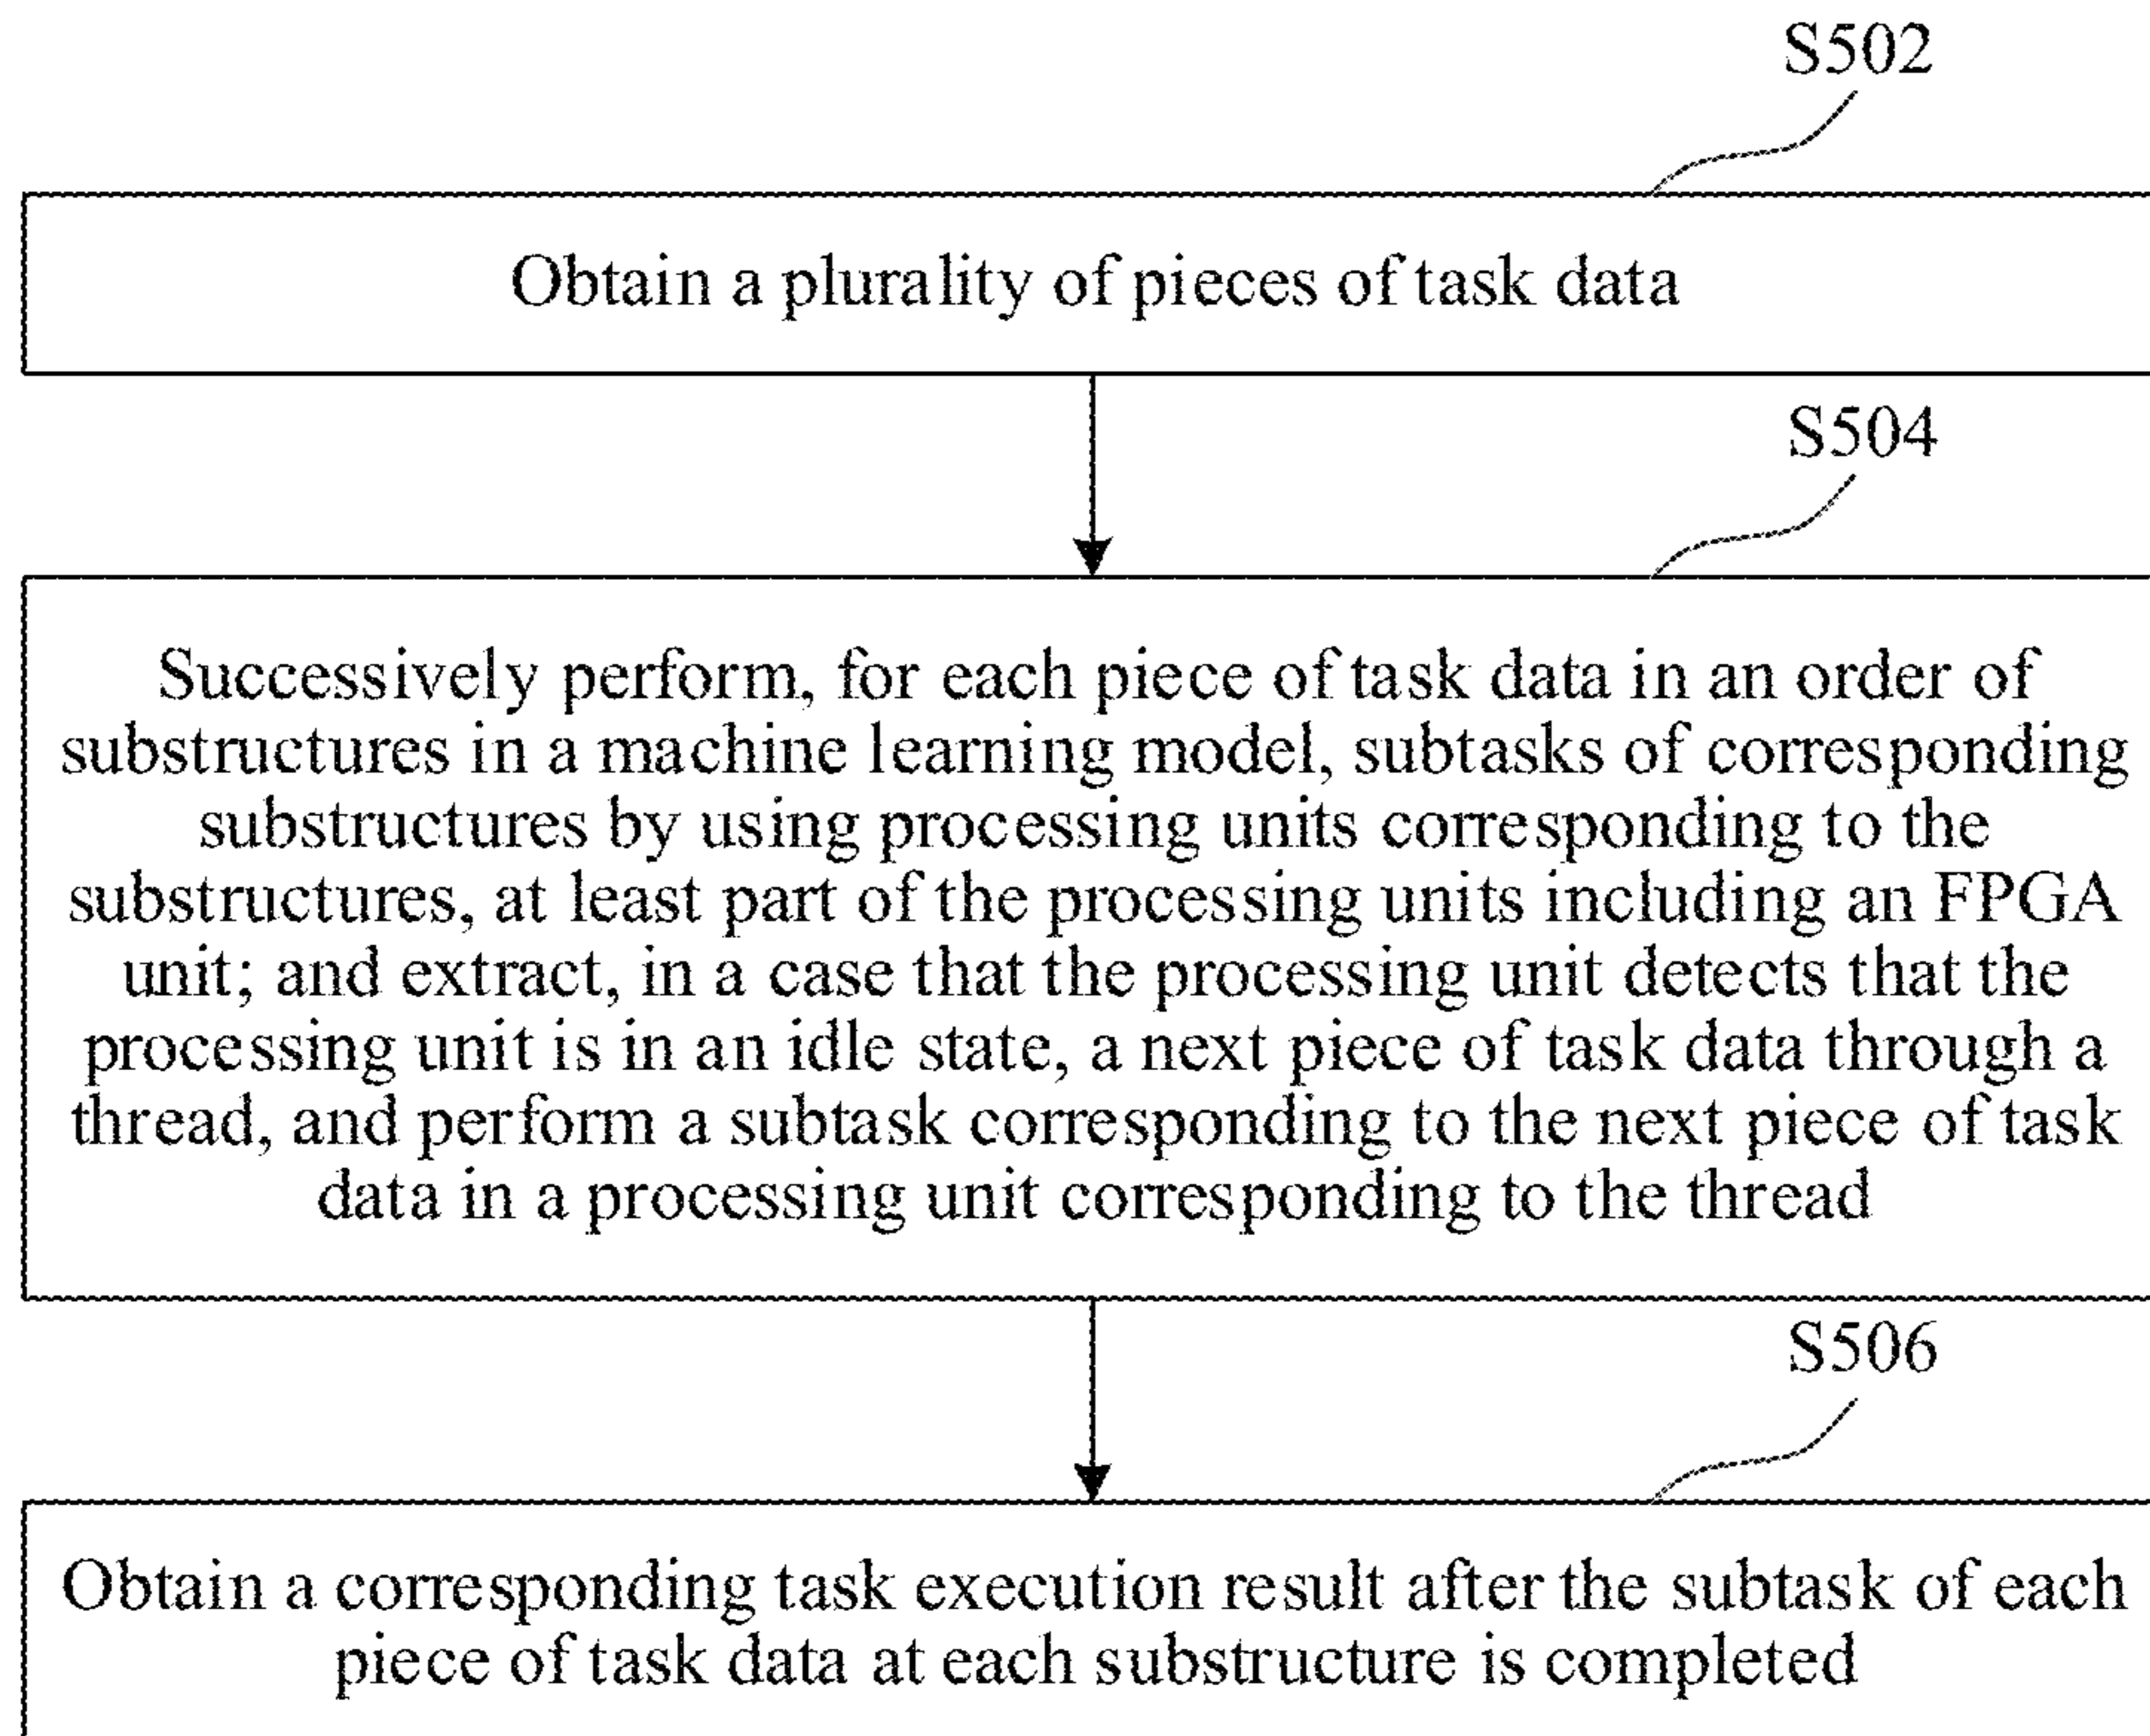 S502
Obtain a plurality of pieces of task data
S504
Successively perform, for each piece of task data in an order of
substructures in a machine learning model, subtasks of corresponding
substructures by using processing units corresponding to the
substructures, at least part of the processing units including an FPGA
unit; and extract, in a case that the processing unit detects that the
processing unit is in an idle state, a next piece of task data through a
thread, and perform a subtask corresponding to the next piece of task
data in a processing unit corresponding to the thread
S506
Obtain a corresponding task execution result after the subtask of each
piece of task data at each substructure is completed